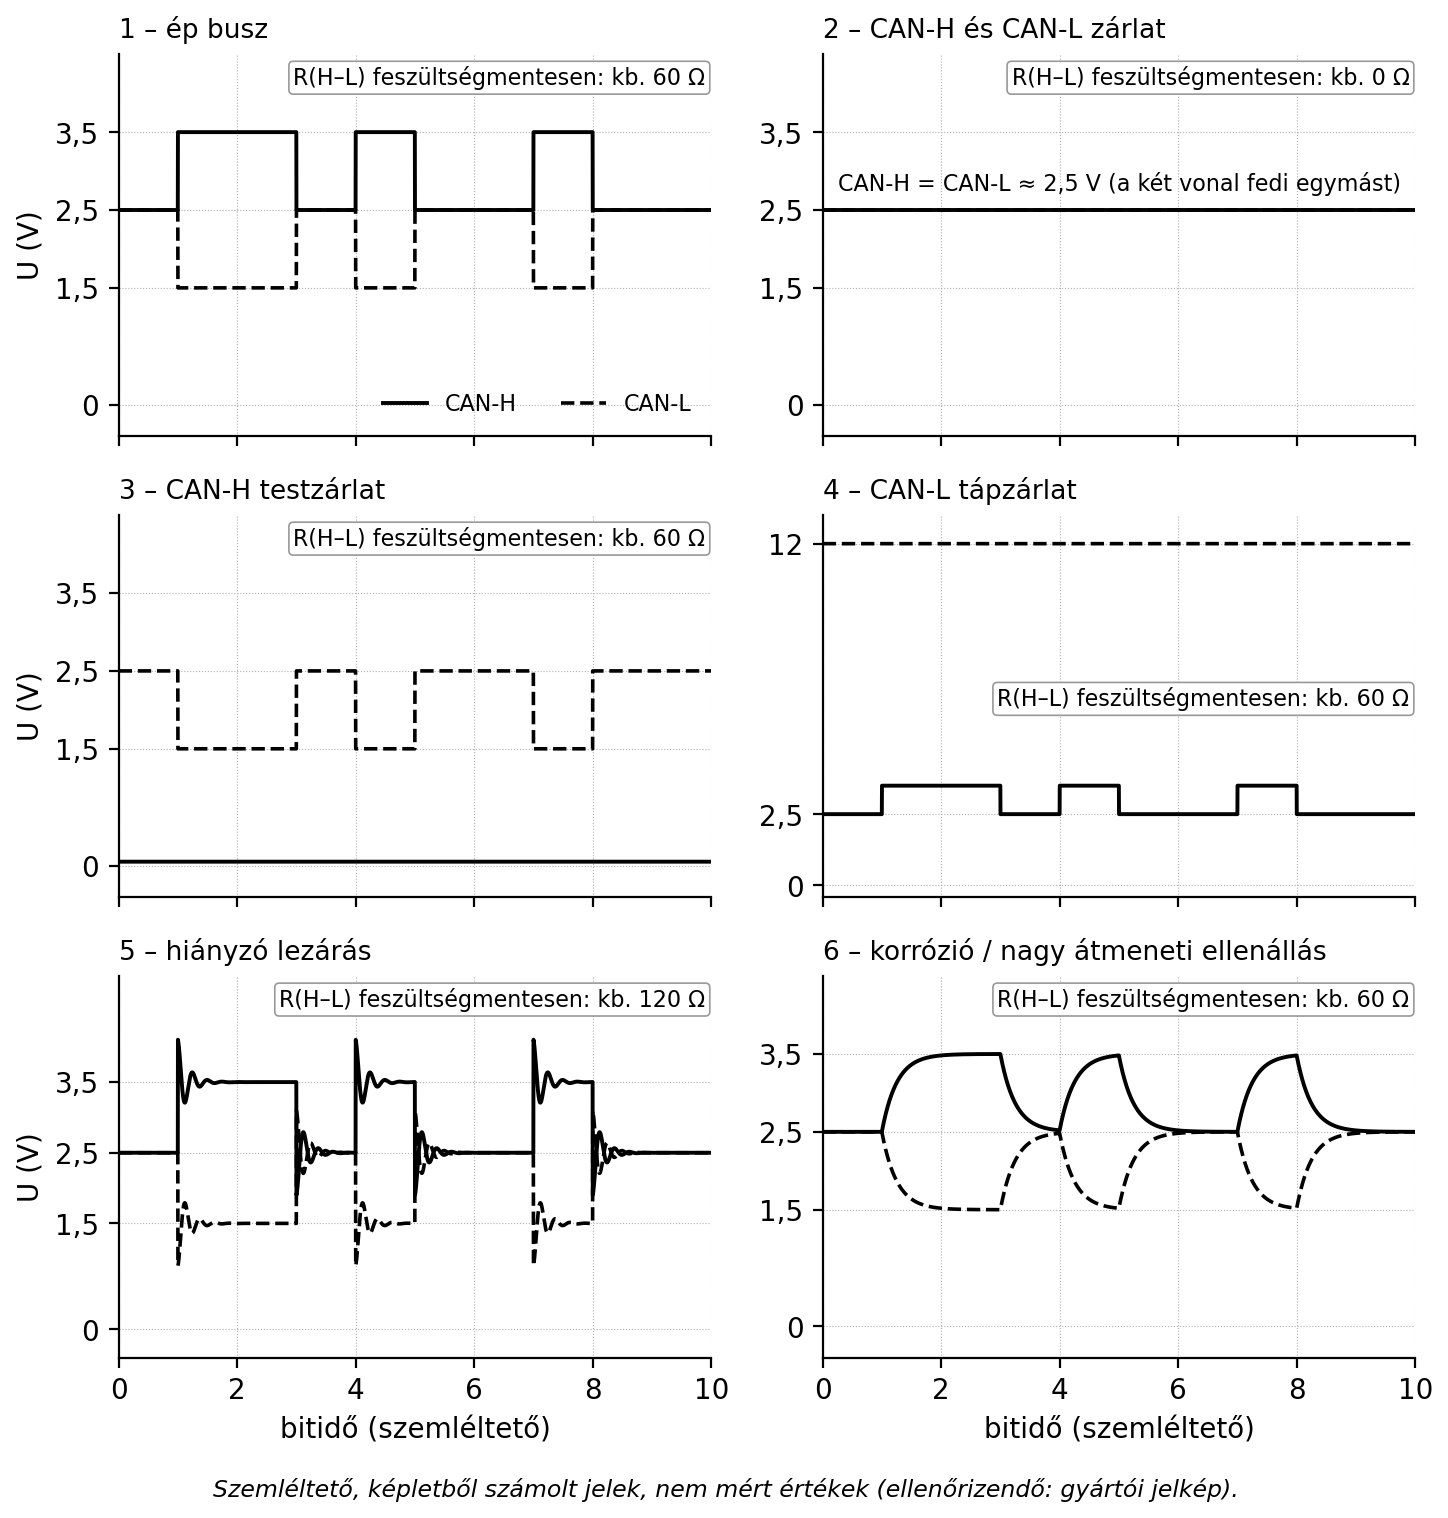 1 – ép busz
R(H–L) feszültségmentesen: kb. 60 Ω
3,5
2,5
1,5
0
U (V)
CAN-H
CAN-L
2 – CAN-H és CAN-L zárlat
R(H–L) feszültségmentesen: kb. 0 Ω
3,5
CAN-H = CAN-L ≈ 2,5 V (a két vonal fedi egymást)
2,5
1,5
0
3 – CAN-H testzárlat
R(H–L) feszültségmentesen: kb. 60 Ω
3,5
2,5
1,5
0
U (V)
4 – CAN-L tápzárlat
12
R(H–L) feszültségmentesen: kb. 60 Ω
2,5
0
5 – hiányzó lezárás
R(H–L) feszültségmentesen: kb. 120 Ω
3,5
2,5
1,5
0
U (V)
0 2 4 6 8 10
bitidő (szemléltető)
6 – korrózió / nagy átmeneti ellenállás
R(H–L) feszültségmentesen: kb. 60 Ω
3,5
2,5
1,5
0
0 2 4 6 8 10
bitidő (szemléltető)
Szemléltető, képletből számolt jelek, nem mért értékek (ellenőrizendő: gyártói jelkép).